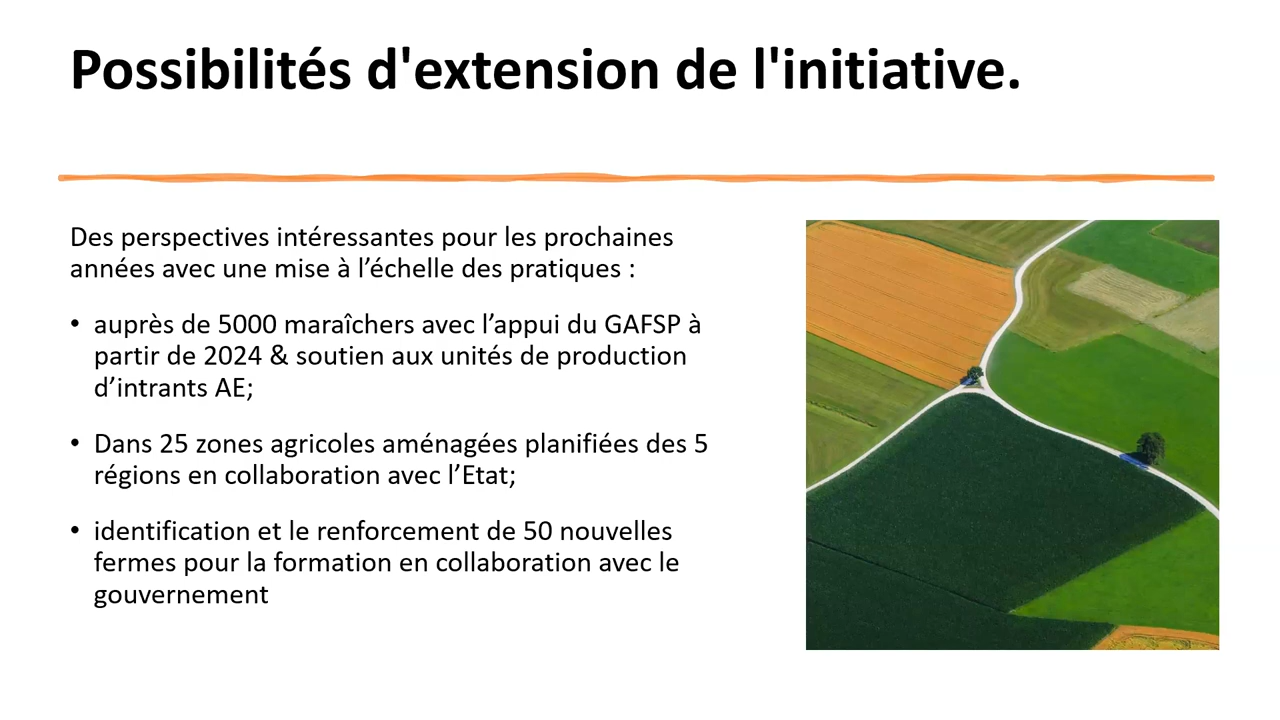 Possibilités d'extension de l'initiative.
Des perspectives intéressantes pour les prochaines
années avec une mise à l’échelle des pratiques :
• auprès de 5000 maraîchers avec l’appui du GAFSP à
partir de 2024 & soutien aux unités de production
d’intrants AE;
• Dans 25 zones agricoles aménagées planifiées des 5
régions en collaboration avec l’Etat;
• identification et le renforcement de 50 nouvelles
fermes pour la formation en collaboration avec le
gouvernement